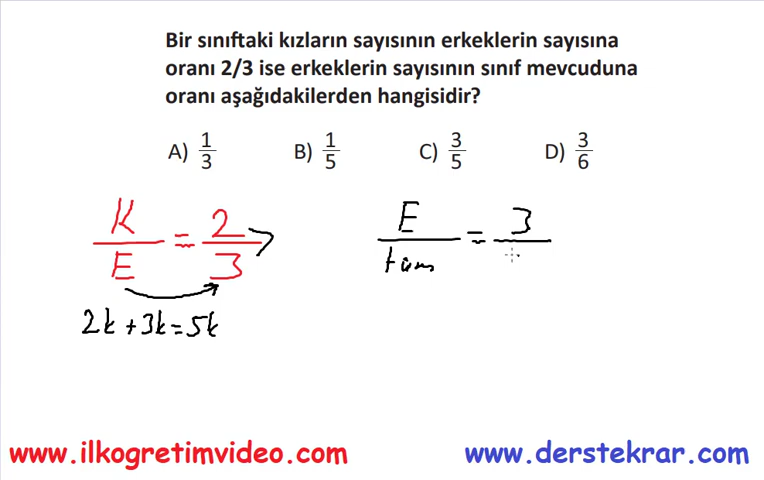 Bir sınıftaki kızların sayısının erkeklerin sayısına
oranı 2/3 ise erkeklerin sayısının sınıf mevcuduna
oranı aşağıdakilerden hangisidir?
A) 1/3 B) 1/5 C) 3/5 D) 3/6
K/E = 2/3
E/tüm = 3/
2k + 3k = 5k
www.ilkogretimvideo.com www.derstekrar.com